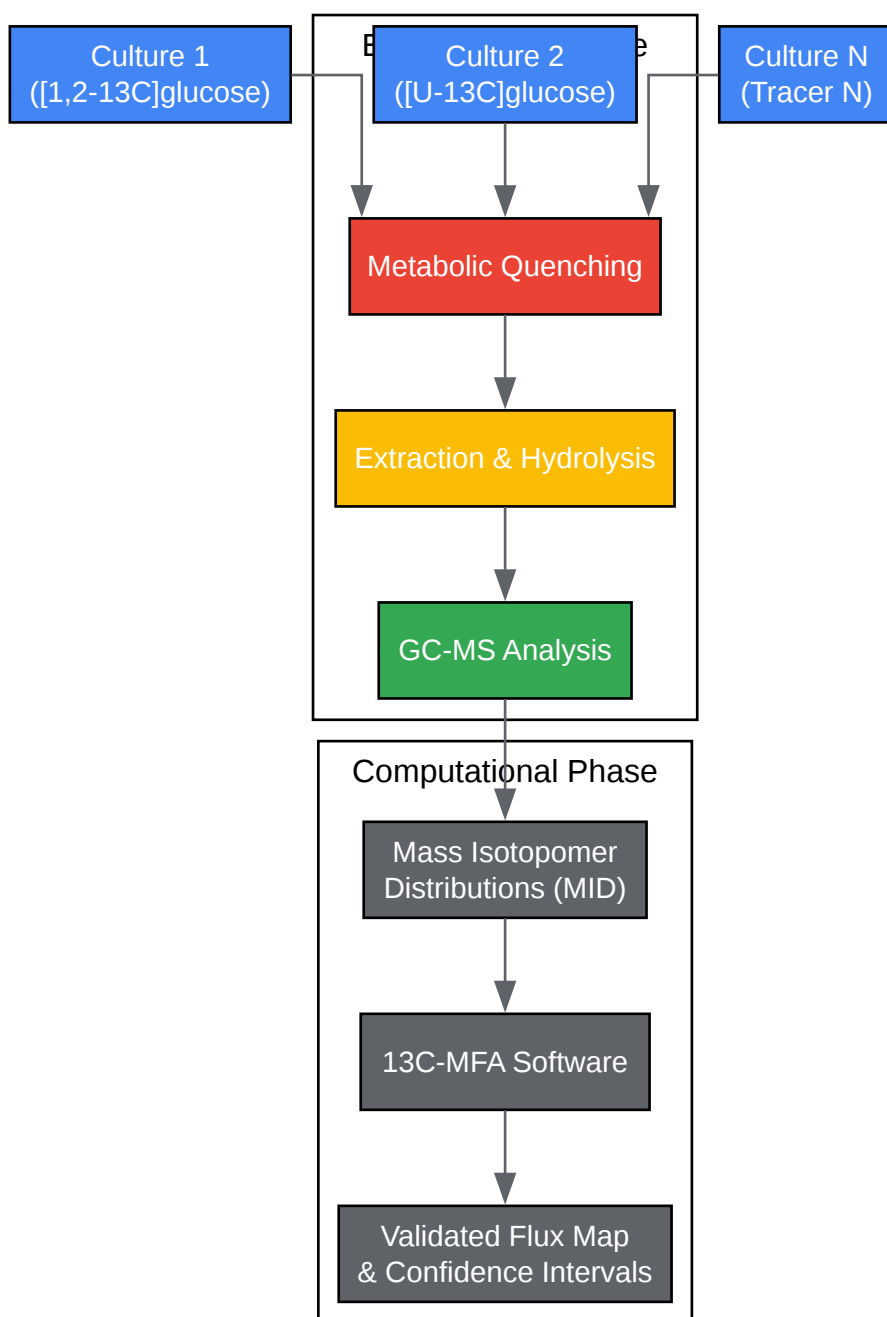 Culture 1
([1,2-13C]glucose)
Culture 2
([U-13C]glucose)
Culture N
(Tracer N)
Metabolic Quenching
Extraction & Hydrolysis
GC-MS Analysis
Computational Phase
Mass Isotopomer
Distributions (MID)
13C-MFA Software
Validated Flux Map
& Confidence Intervals